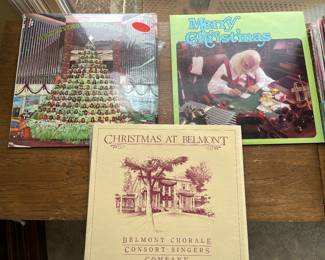 Merry
Christmas
CHRISTMAS AT BELMONT
BELMONT CHORALE
CONSORT SINGERS
COMPANY